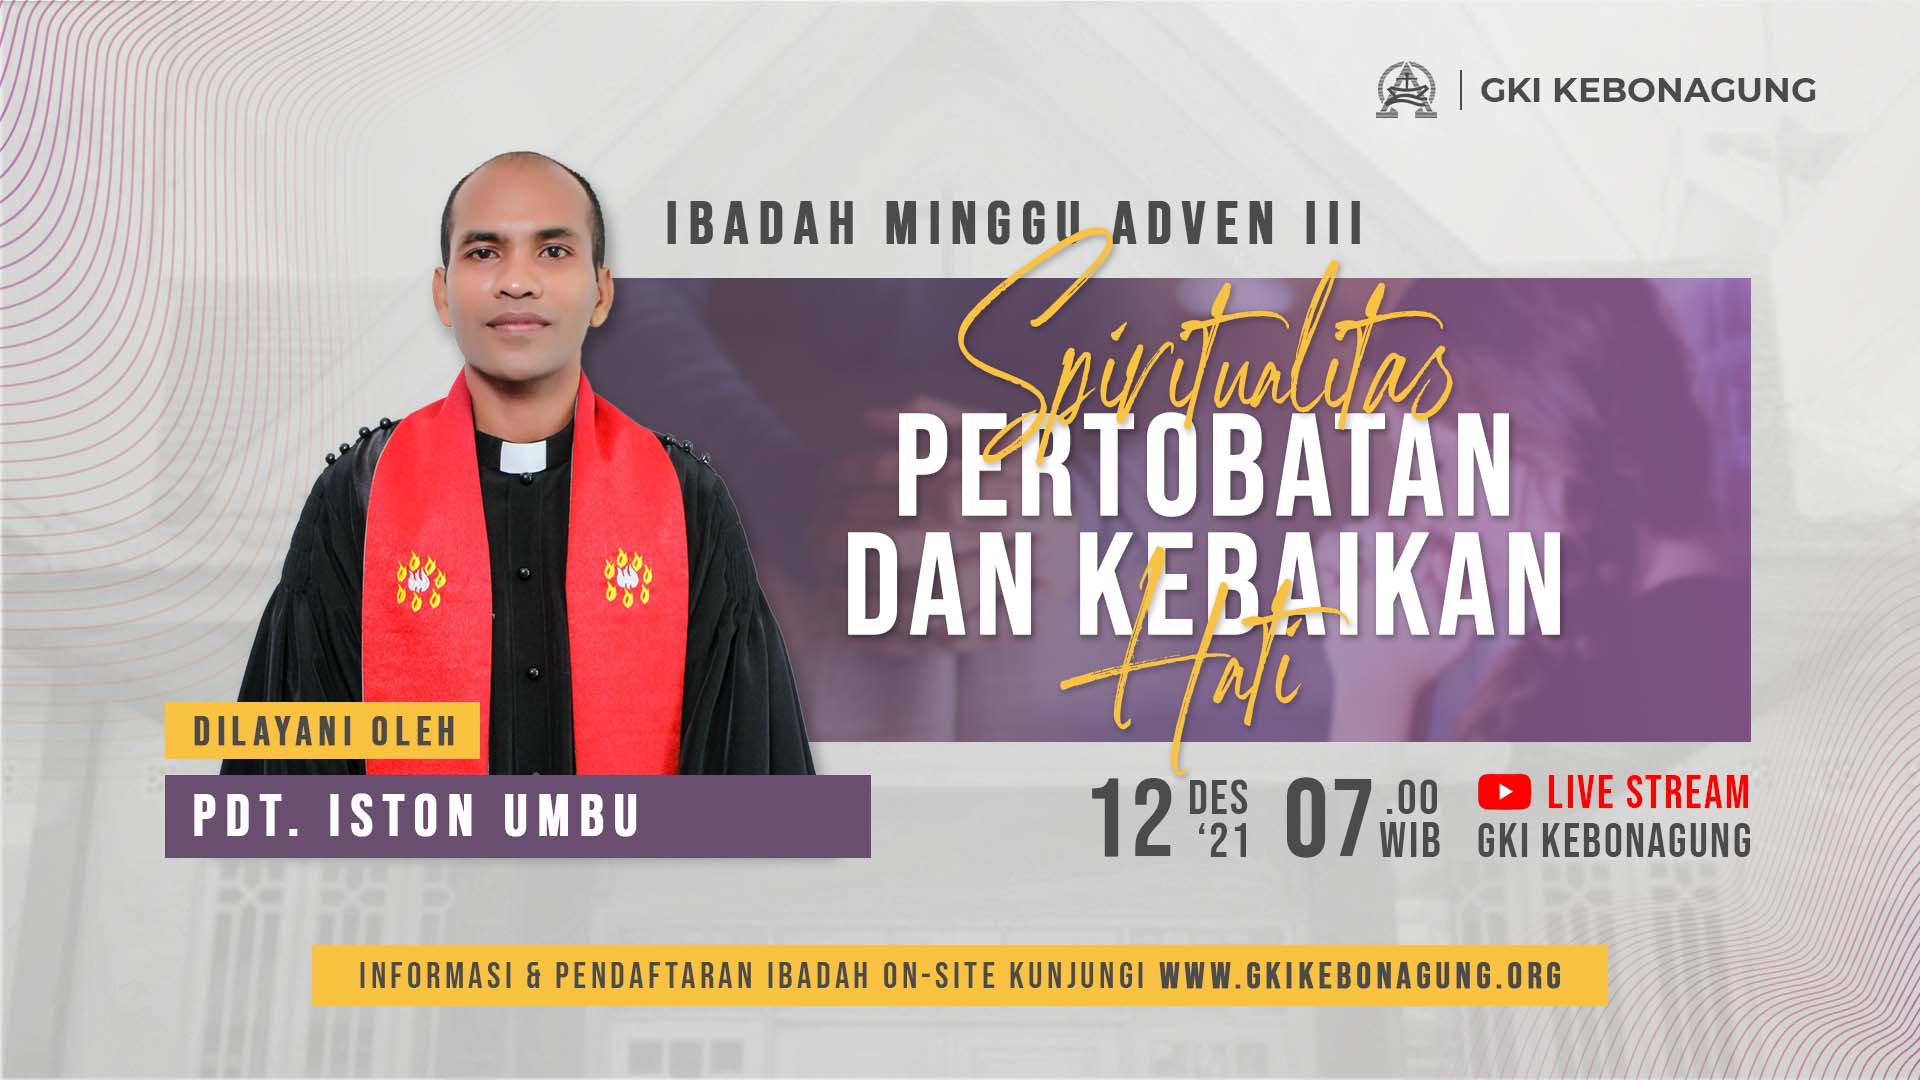 GKI KEBONAGUNG
IBADAH MINGGU ADVEN III
Spiritualitas
PERTOBATAN
DAN KEBAIKAN
Hati
DILAYANI OLEH
PDT. ISTON UMBU
12 DES '21 07.00 WIB
LIVE STREAM
GKI KEBONAGUNG
INFORMASI & PENDAFTARAN IBADAH ON-SITE KUNJUNGI WWW.GKIKEBONAGUNG.ORG